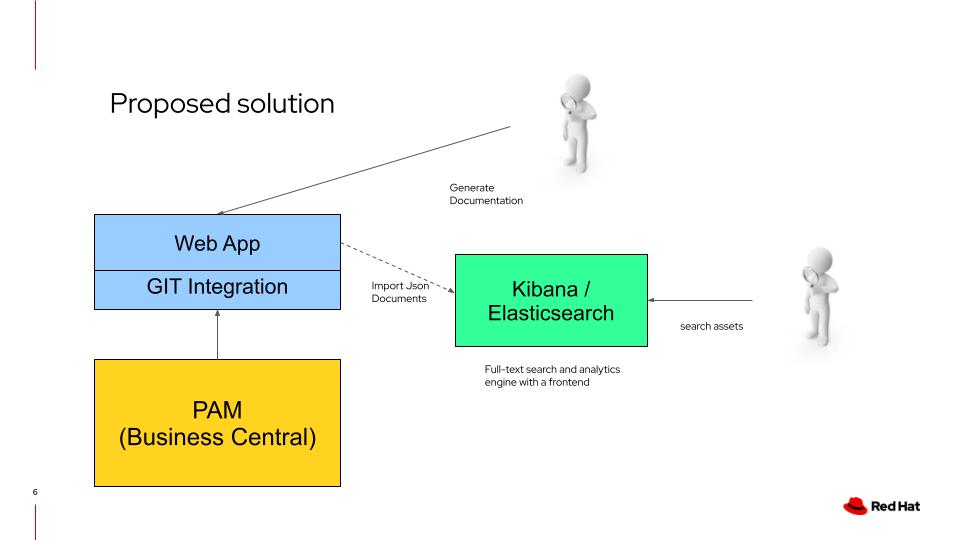 Proposed solution
Generate
Documentation
Web App
GIT Integration
Import Json
Documents
Kibana /
Elasticsearch
search assets
Full-text search and analytics
engine with a frontend
PAM
(Business Central)
6
Red Hat